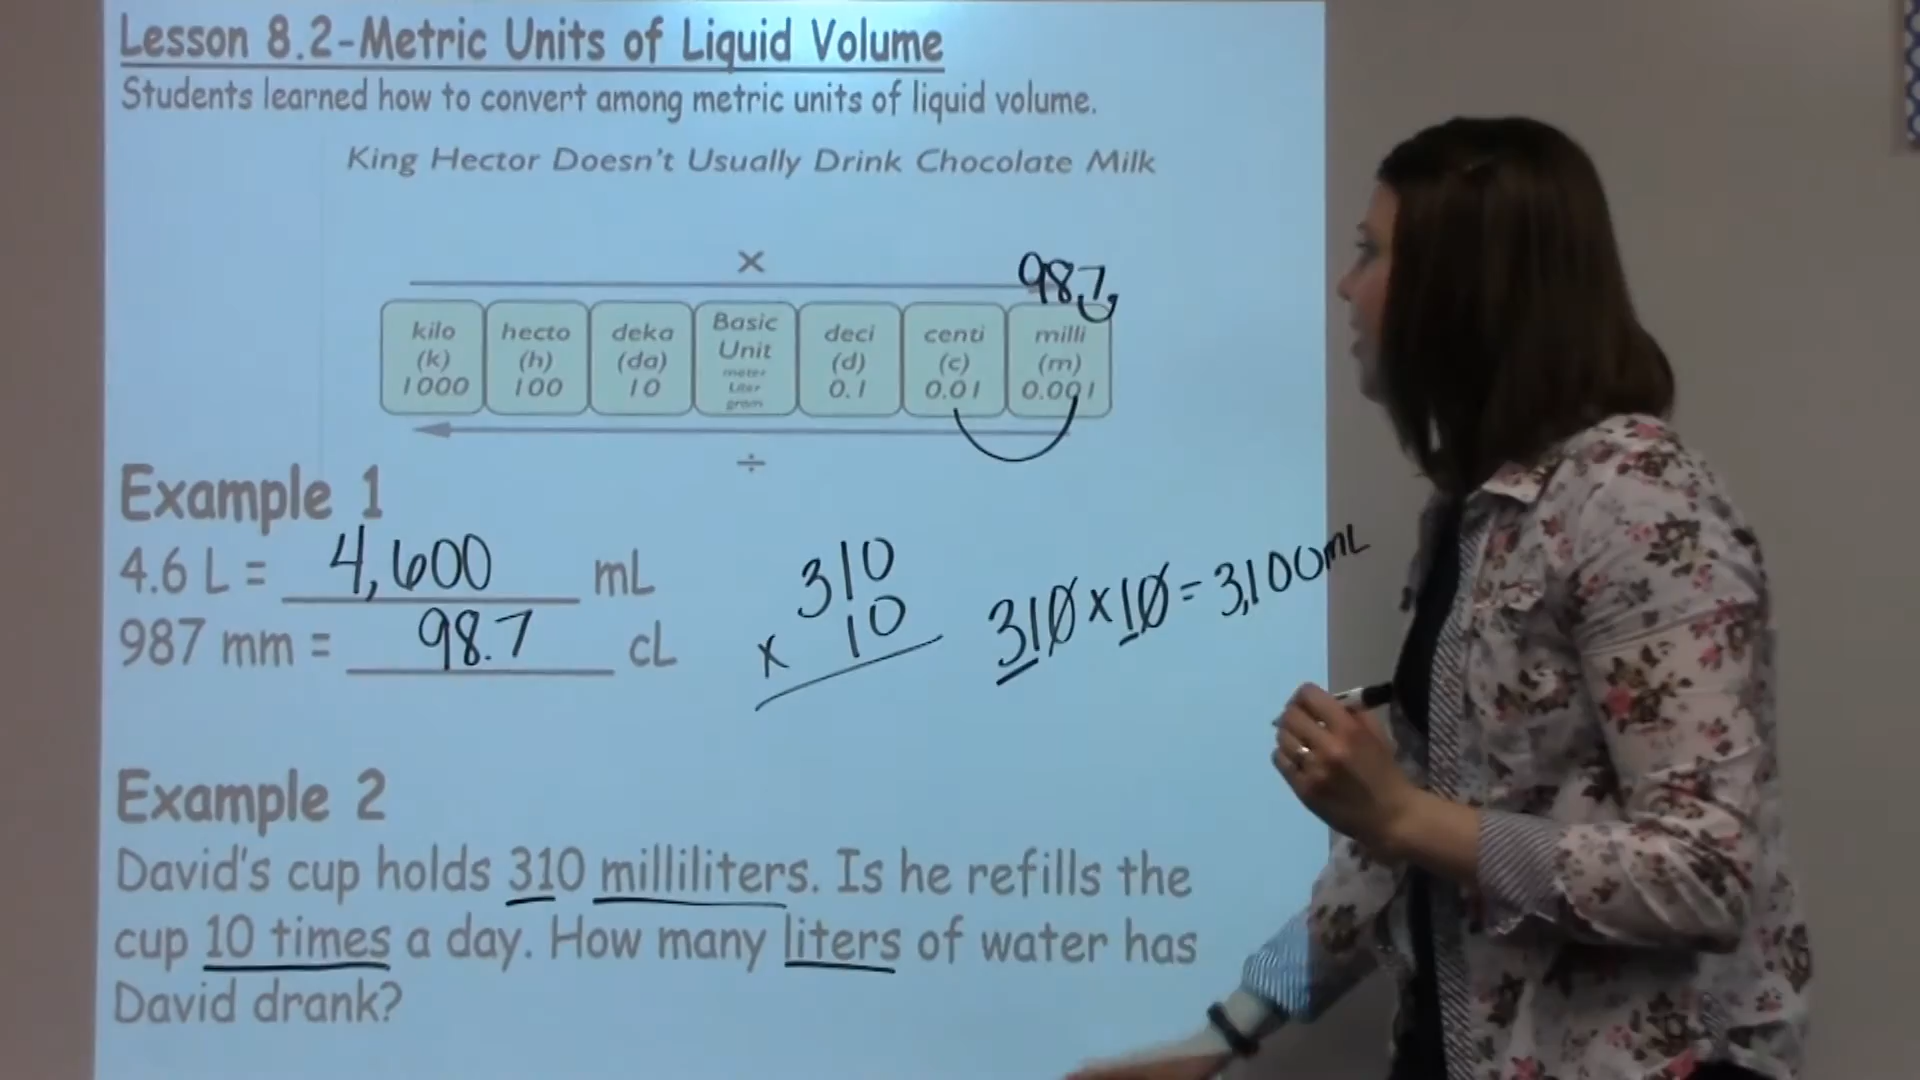 Lesson 8.2-Metric Units of Liquid Volume
Students learned how to convert among metric units of liquid volume.
King Hector Doesn't Usually Drink Chocolate Milk
×
987.
kilo (k) 1000
hecto (h) 100
deka (da) 10
Basic Unit meter Liter gram
deci (d) 0.1
centi (c) 0.01
milli (m) 0.001
÷
Example 1
4.6 L = 4,600 mL
987 mm = 98.7 cL
310
x 10
310 x 10 = 3,100 mL
Example 2
David's cup holds 310 milliliters. Is he refills the
cup 10 times a day. How many liters of water has
David drank?